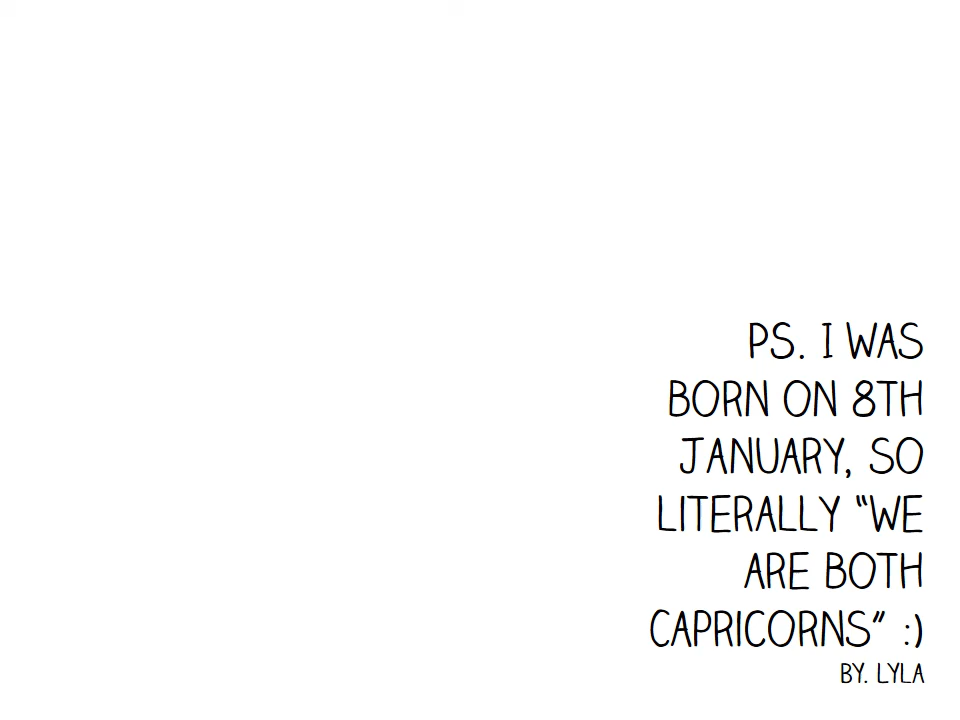 PS. I WAS
BORN ON 8TH
JANUARY, SO
LITERALLY "WE
ARE BOTH
CAPRICORNS" :)
BY. LYLA